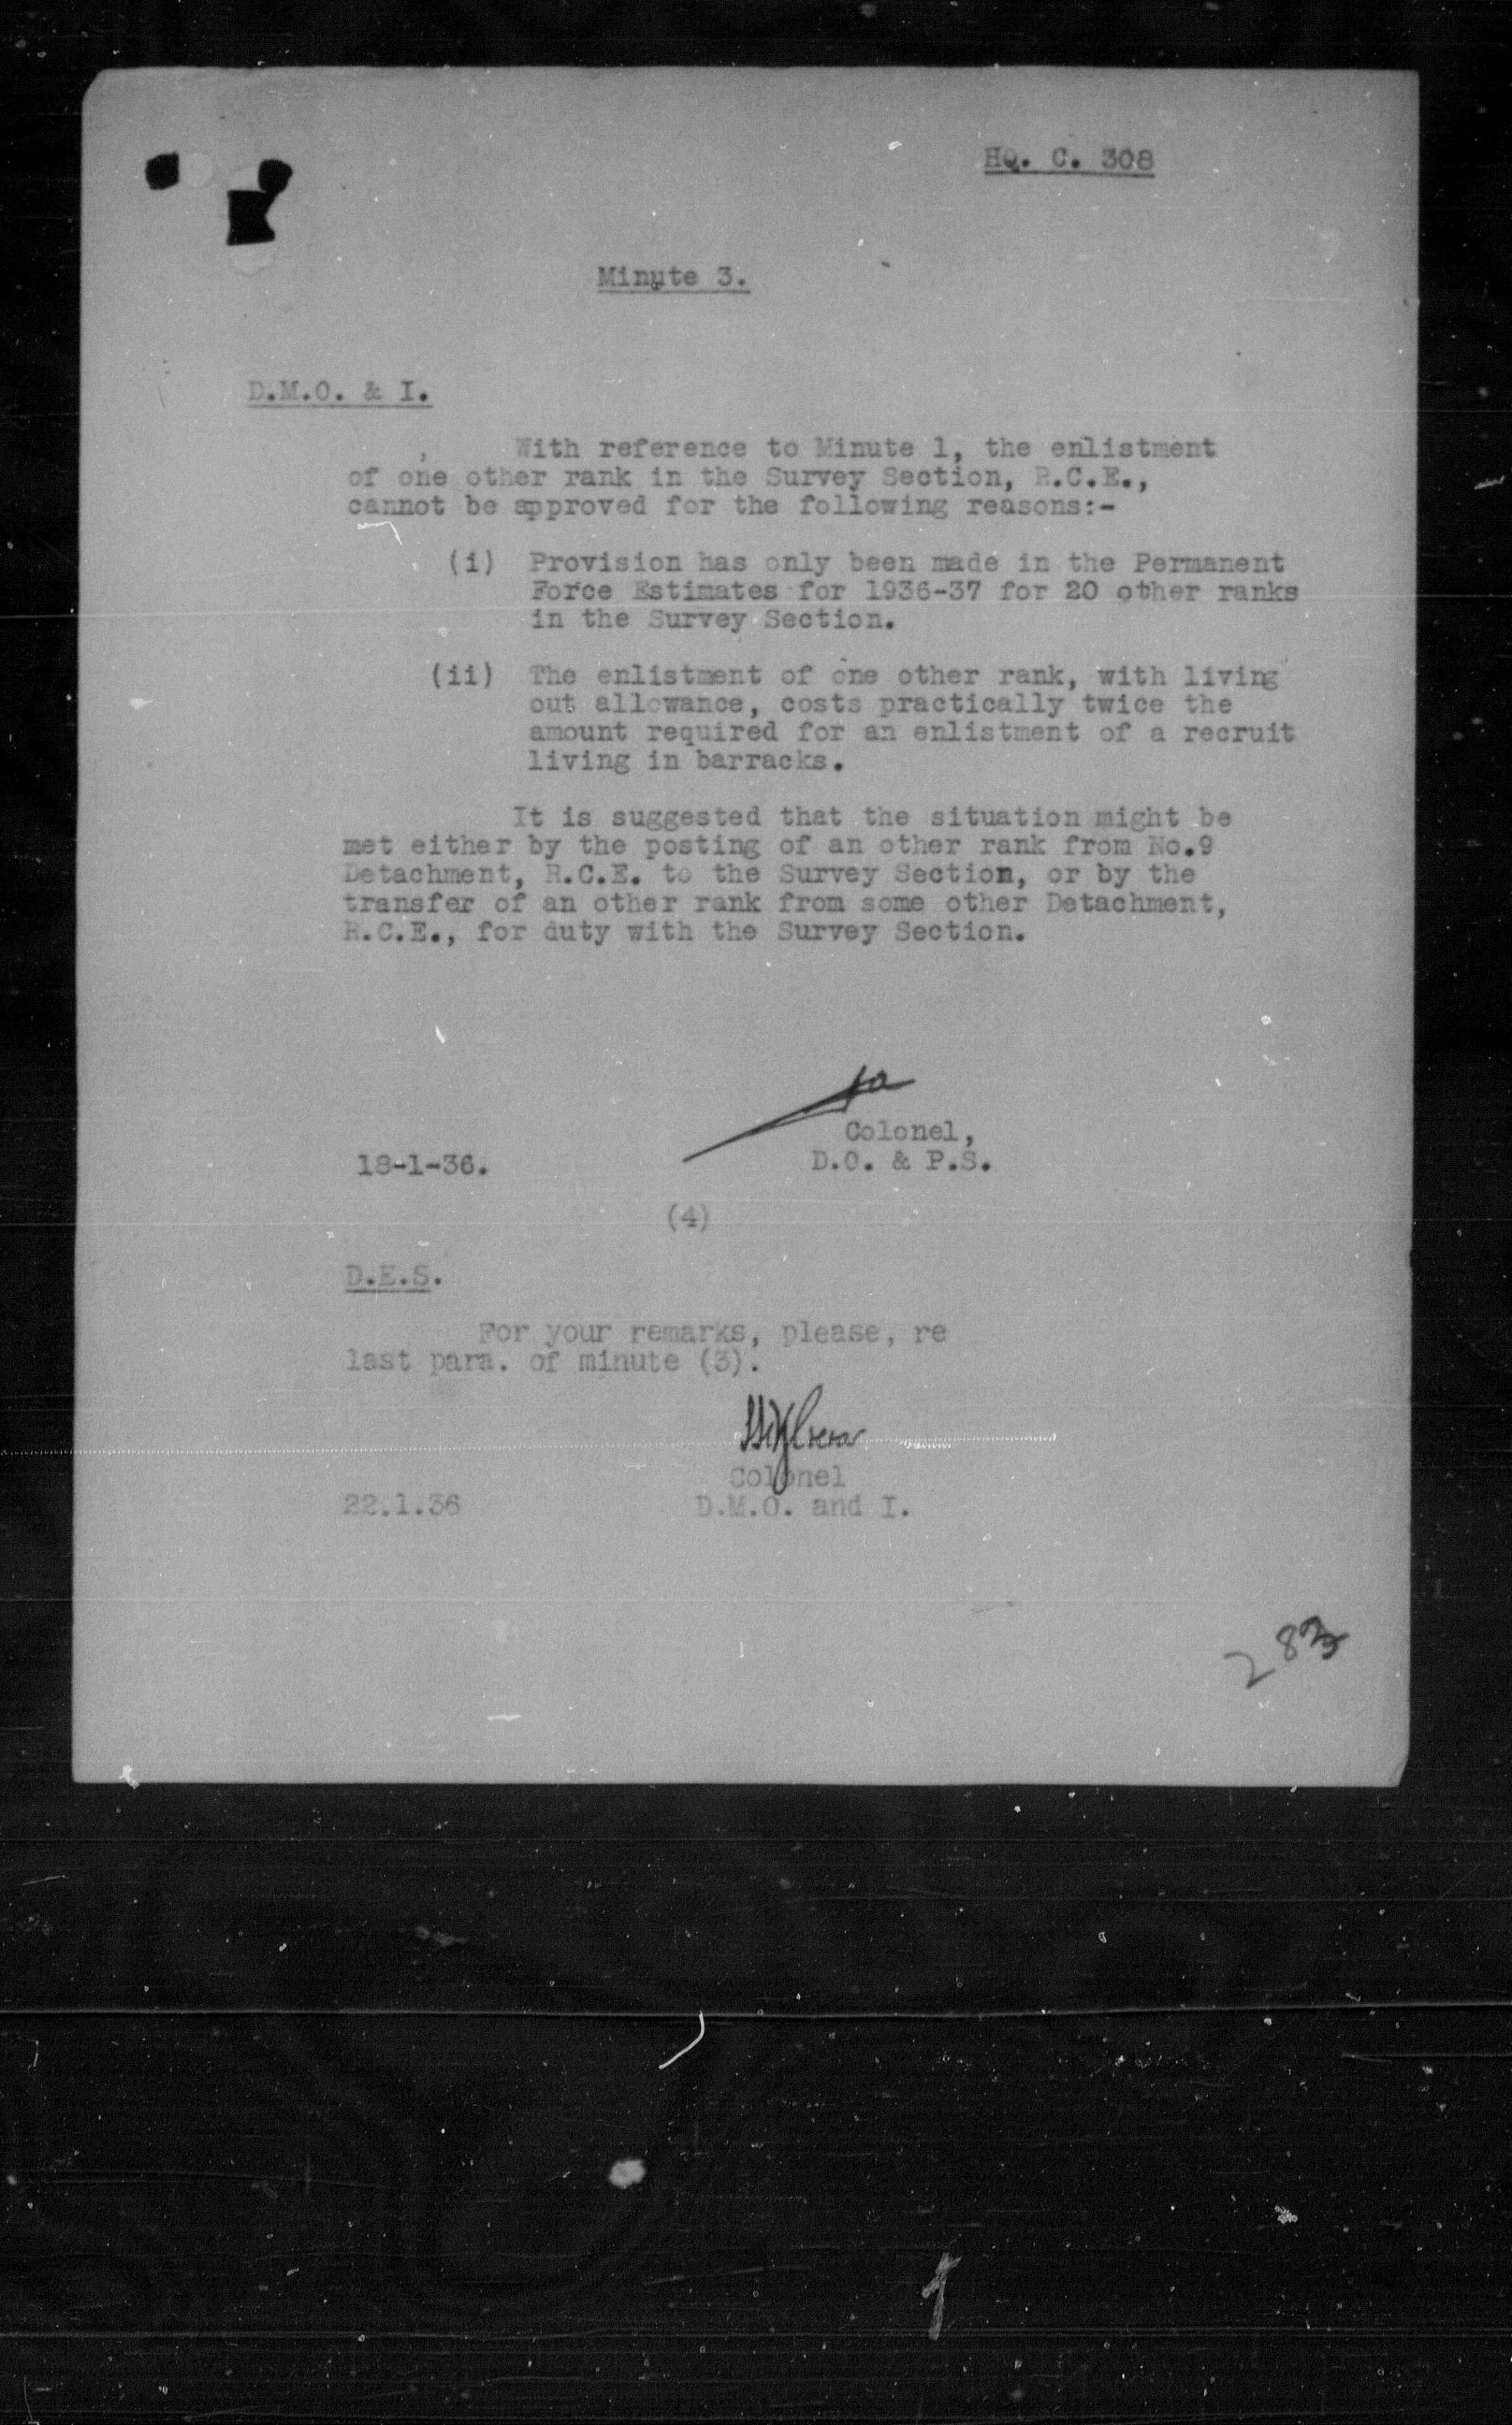 HQ. C. 308
Minute 3.
D.M.O. & I.
With reference to Minute 1, the enlistment
of one other rank in the Survey Section, R.C.E.,
cannot be approved for the following reasons:-
(i) Provision has only been made in the Permanent
Force Estimates for 1936-37 for 20 other ranks
in the Survey Section.
(ii) The enlistment of one other rank, with living
out allowance, costs practically twice the
amount required for an enlistment of a recruit
living in barracks.
It is suggested that the situation might be
met either by the posting of an other rank from No.9
Detachment, R.C.E. to the Survey Section, or by the
transfer of an other rank from some other Detachment,
R.C.E., for duty with the Survey Section.
Colonel,
18-1-36. D.O. & P.S.
(4)
D.E.S.
For your remarks, please, re
last para. of minute (3).
Colonel
22.1.36 D.M.O. and I.
283